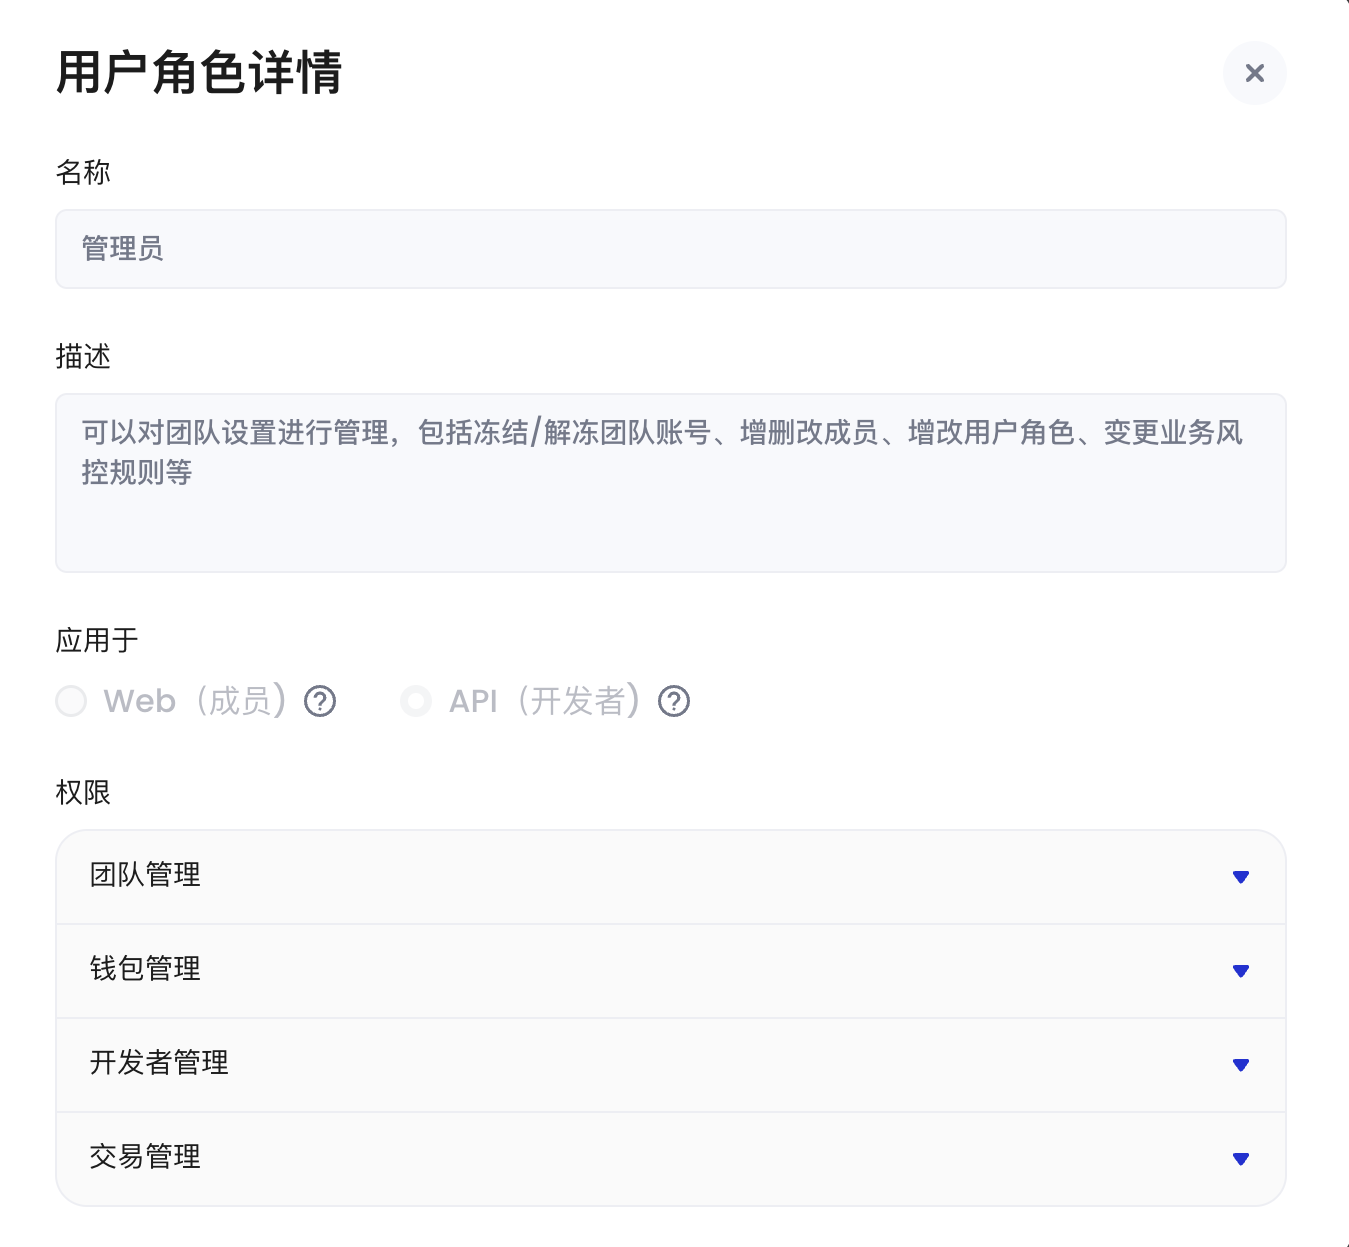 用户角色详情
名称
管理员
描述
可以对团队设置进行管理，包括冻结/解冻团队账号、增删改成员、增改用户角色、变更业务风
控规则等
应用于
Web（成员） ? API（开发者） ?
权限
团队管理
钱包管理
开发者管理
交易管理